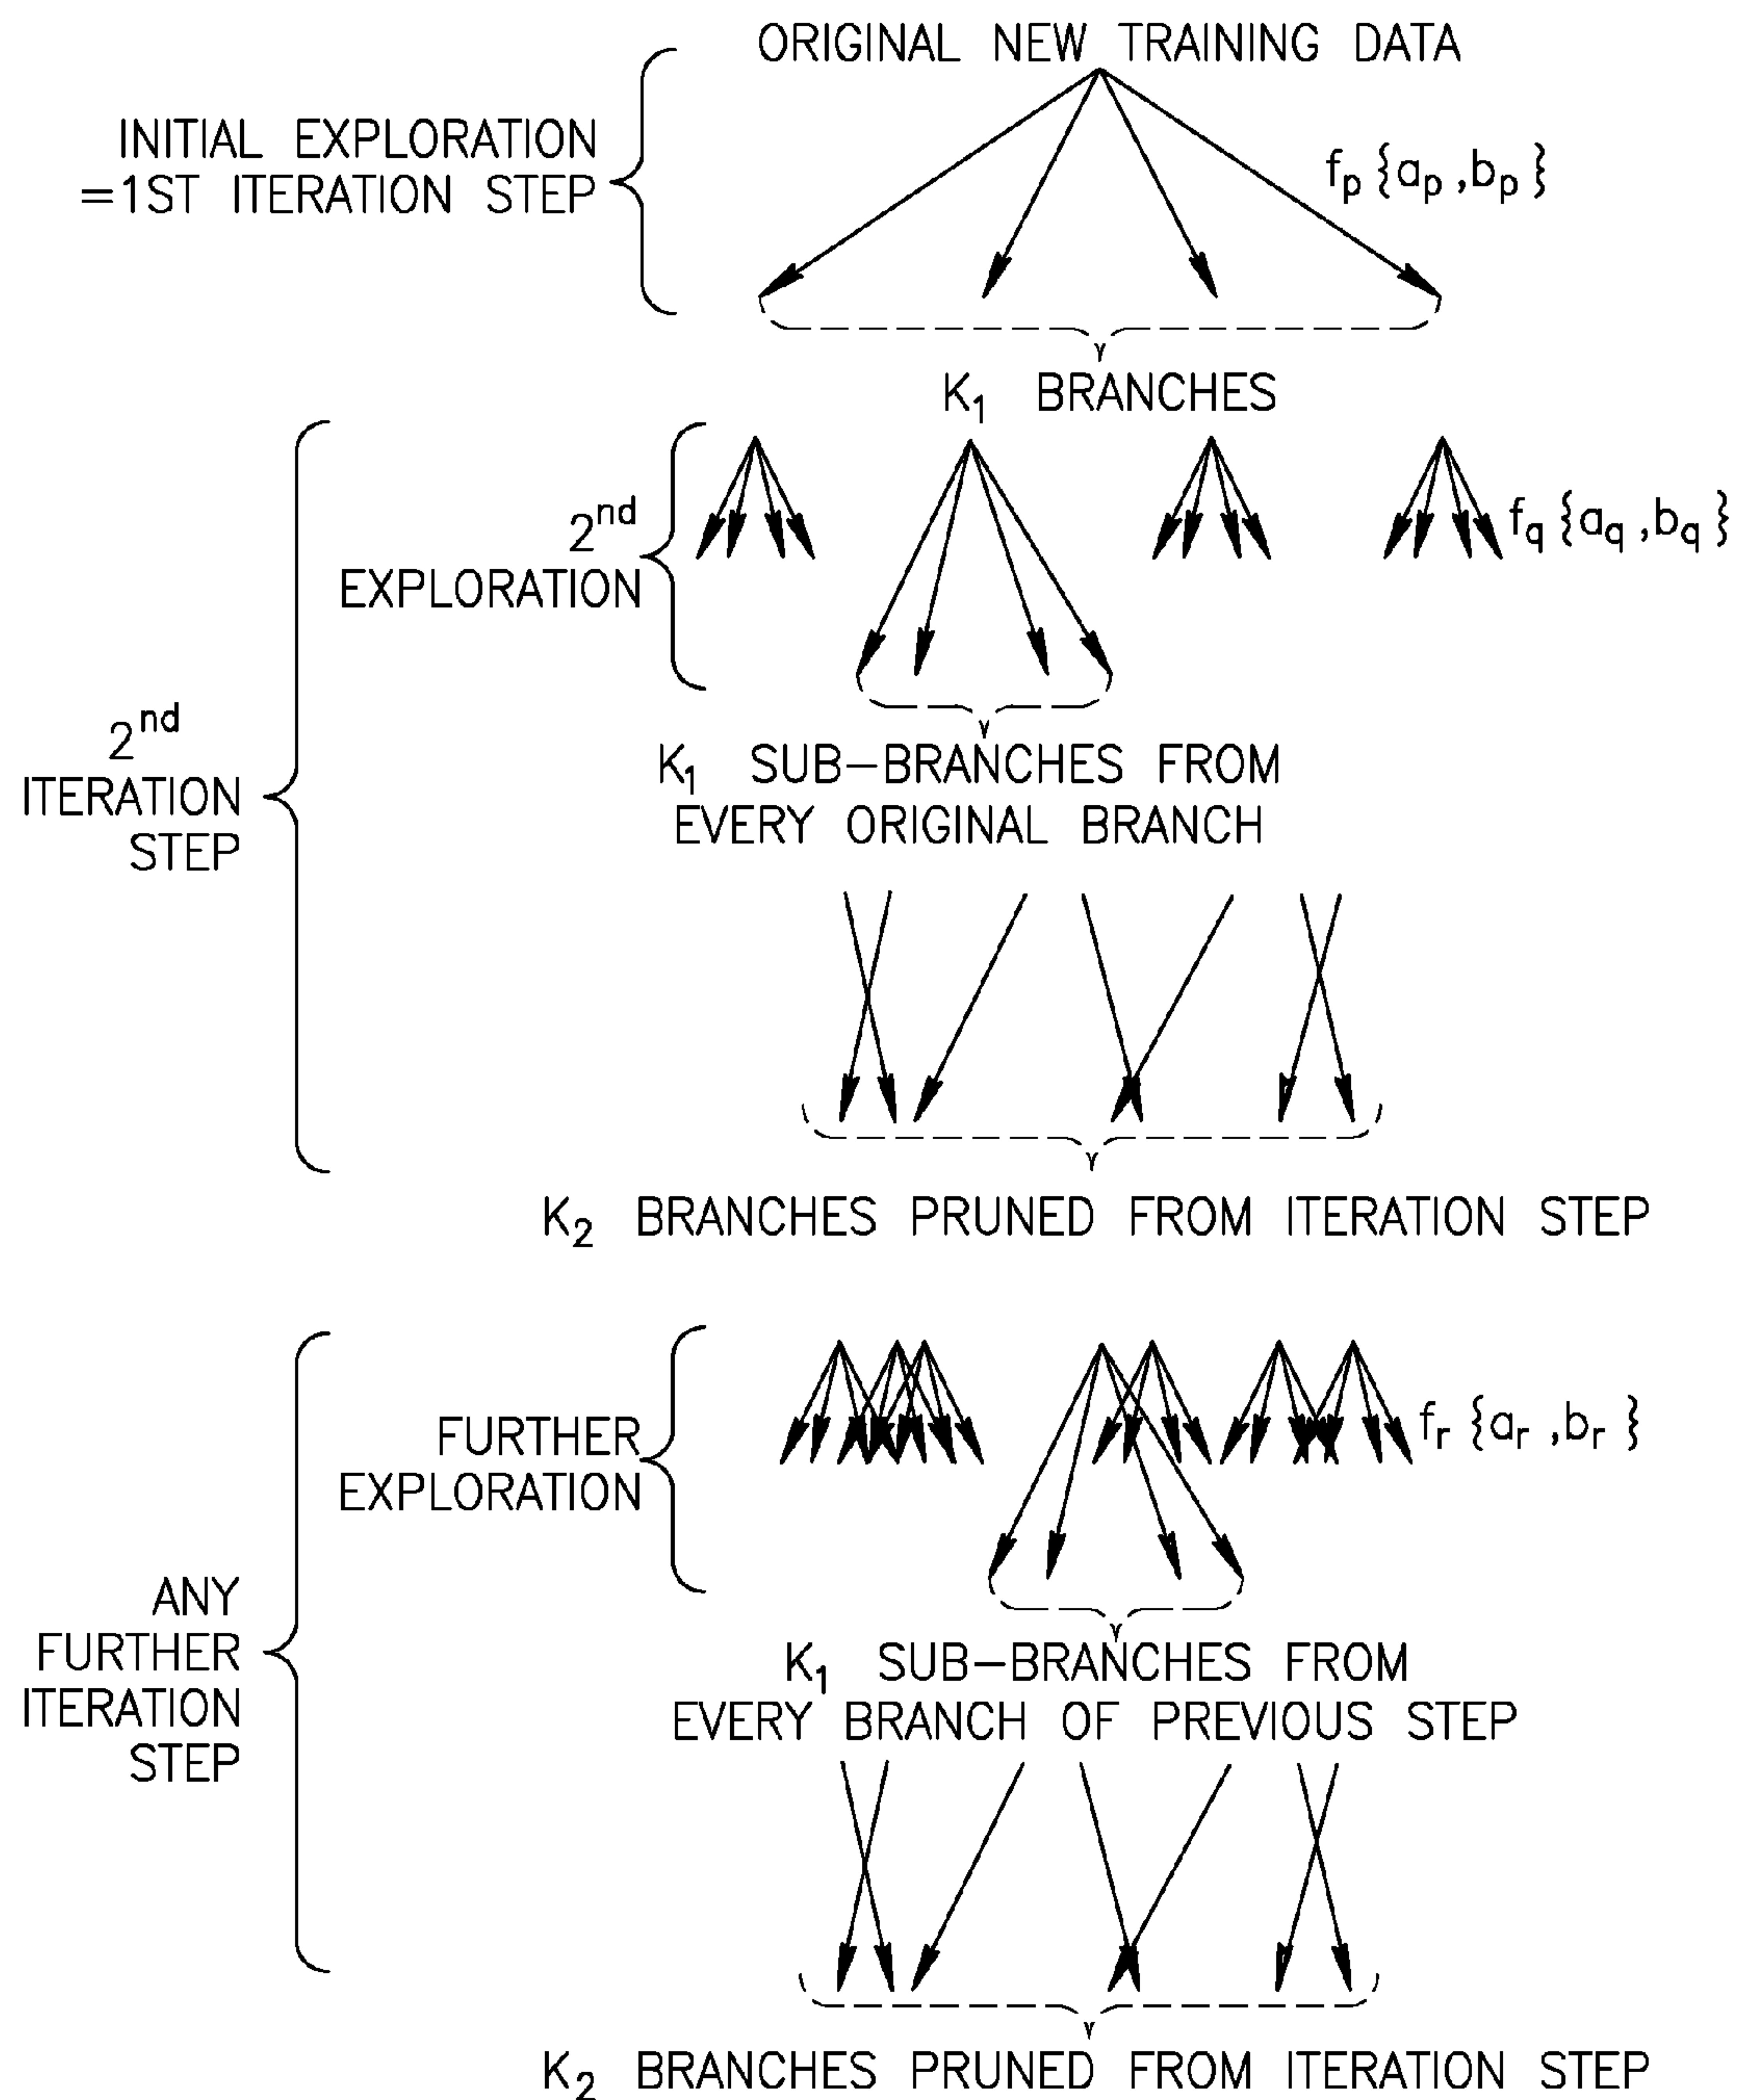 ORIGINAL NEW TRAINING DATA
INITIAL EXPLORATION
=1ST ITERATION STEP
fp {ap ,bp }
K1 BRANCHES
2nd
EXPLORATION
fq {aq ,bq }
2nd
ITERATION
STEP
K1 SUB-BRANCHES FROM
EVERY ORIGINAL BRANCH
K2 BRANCHES PRUNED FROM ITERATION STEP
FURTHER
EXPLORATION
fr {ar ,br }
ANY
FURTHER
ITERATION
STEP
K1 SUB-BRANCHES FROM
EVERY BRANCH OF PREVIOUS STEP
K2 BRANCHES PRUNED FROM ITERATION STEP